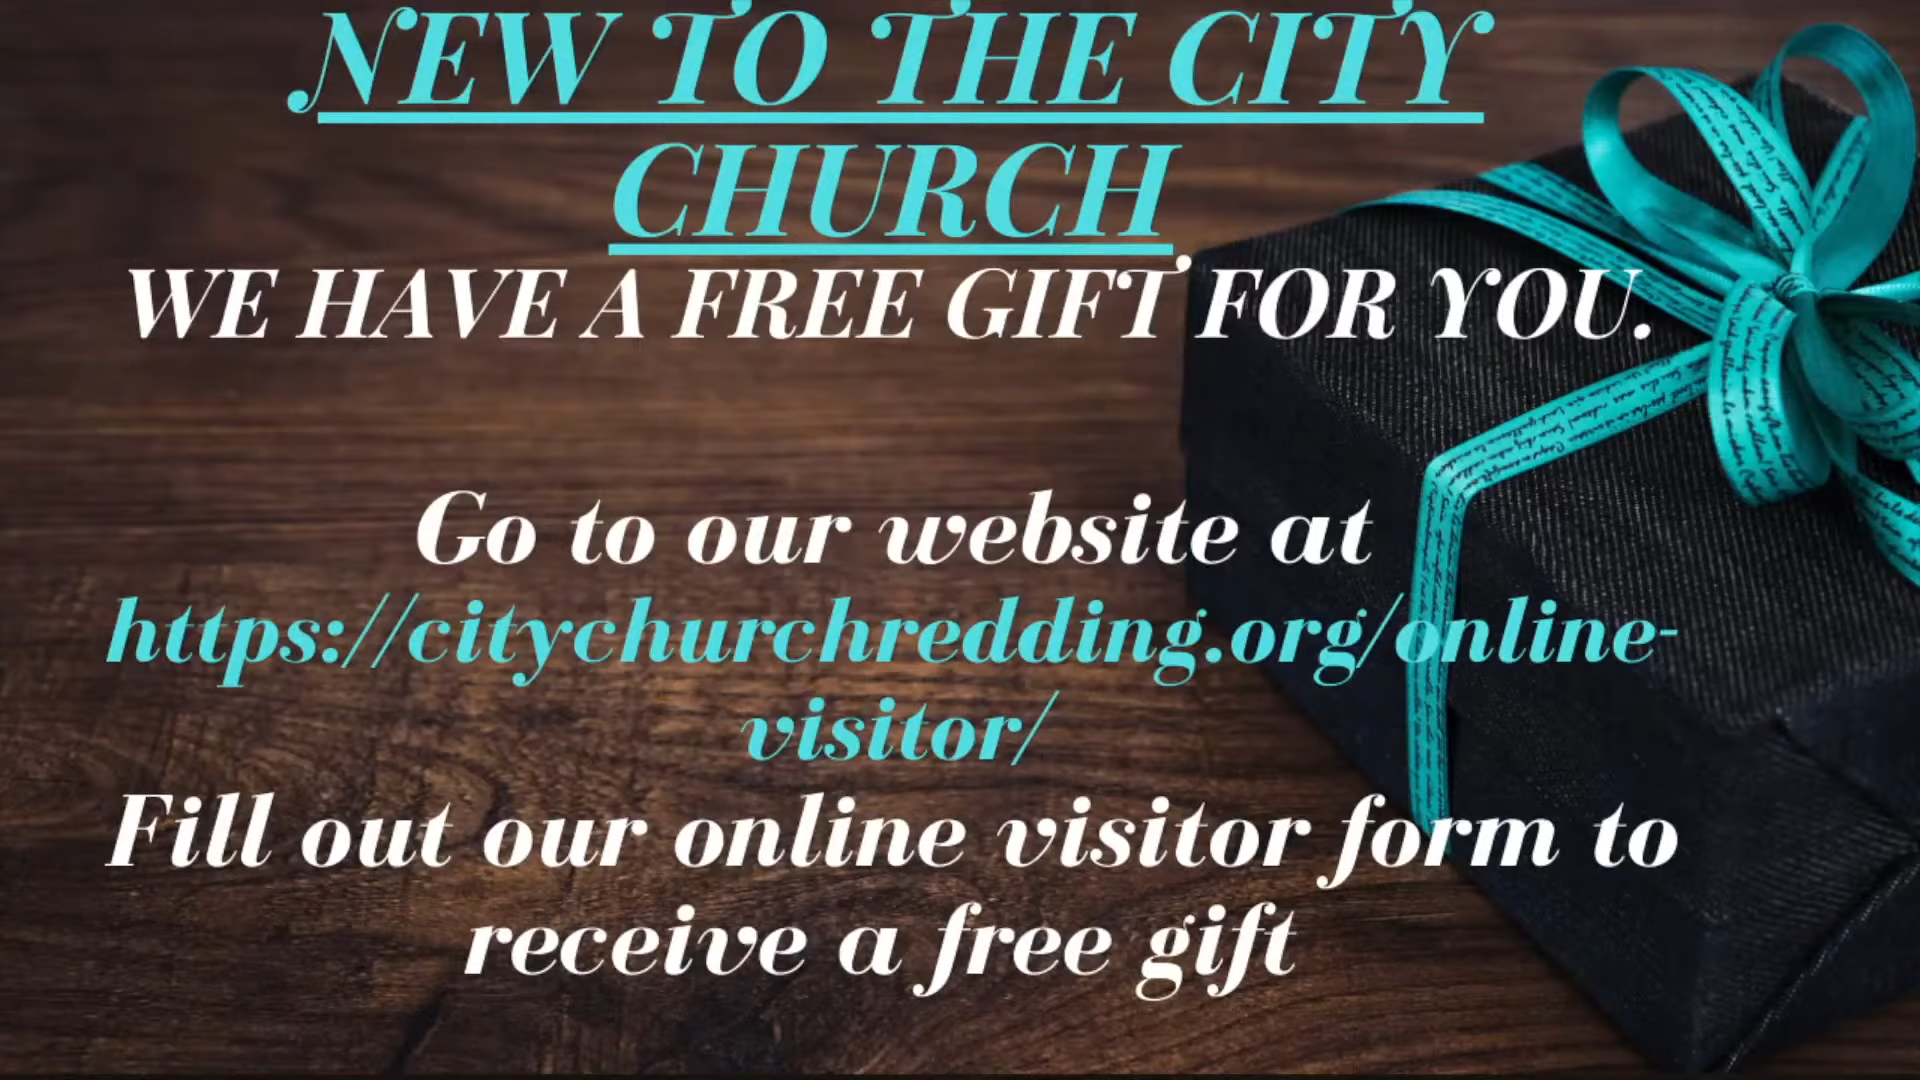 NEW TO THE CITY
CHURCH
WE HAVE A FREE GIFT FOR YOU.
Go to our website at
https://citychurchredding.org/online-
visitor/
Fill out our online visitor form to
receive a free gift